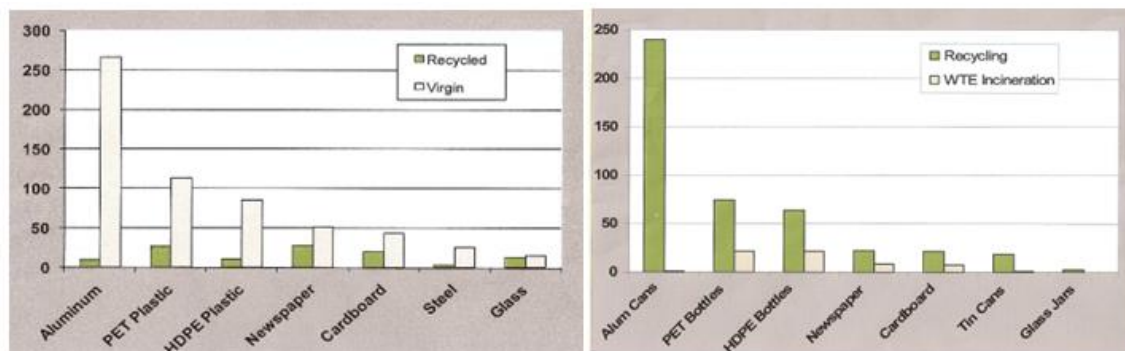 300
250
200
150
100
50
0
Recycled
Virgin
Aluminum
PET Plastic
HDPE Plastic
Newspaper
Cardboard
Steel
Glass
250
200
150
100
50
0
Recycling
WTE Incineration
Alum Cans
PET Bottles
HDPE Bottles
Newspaper
Cardboard
Tin Cans
Glass Jars